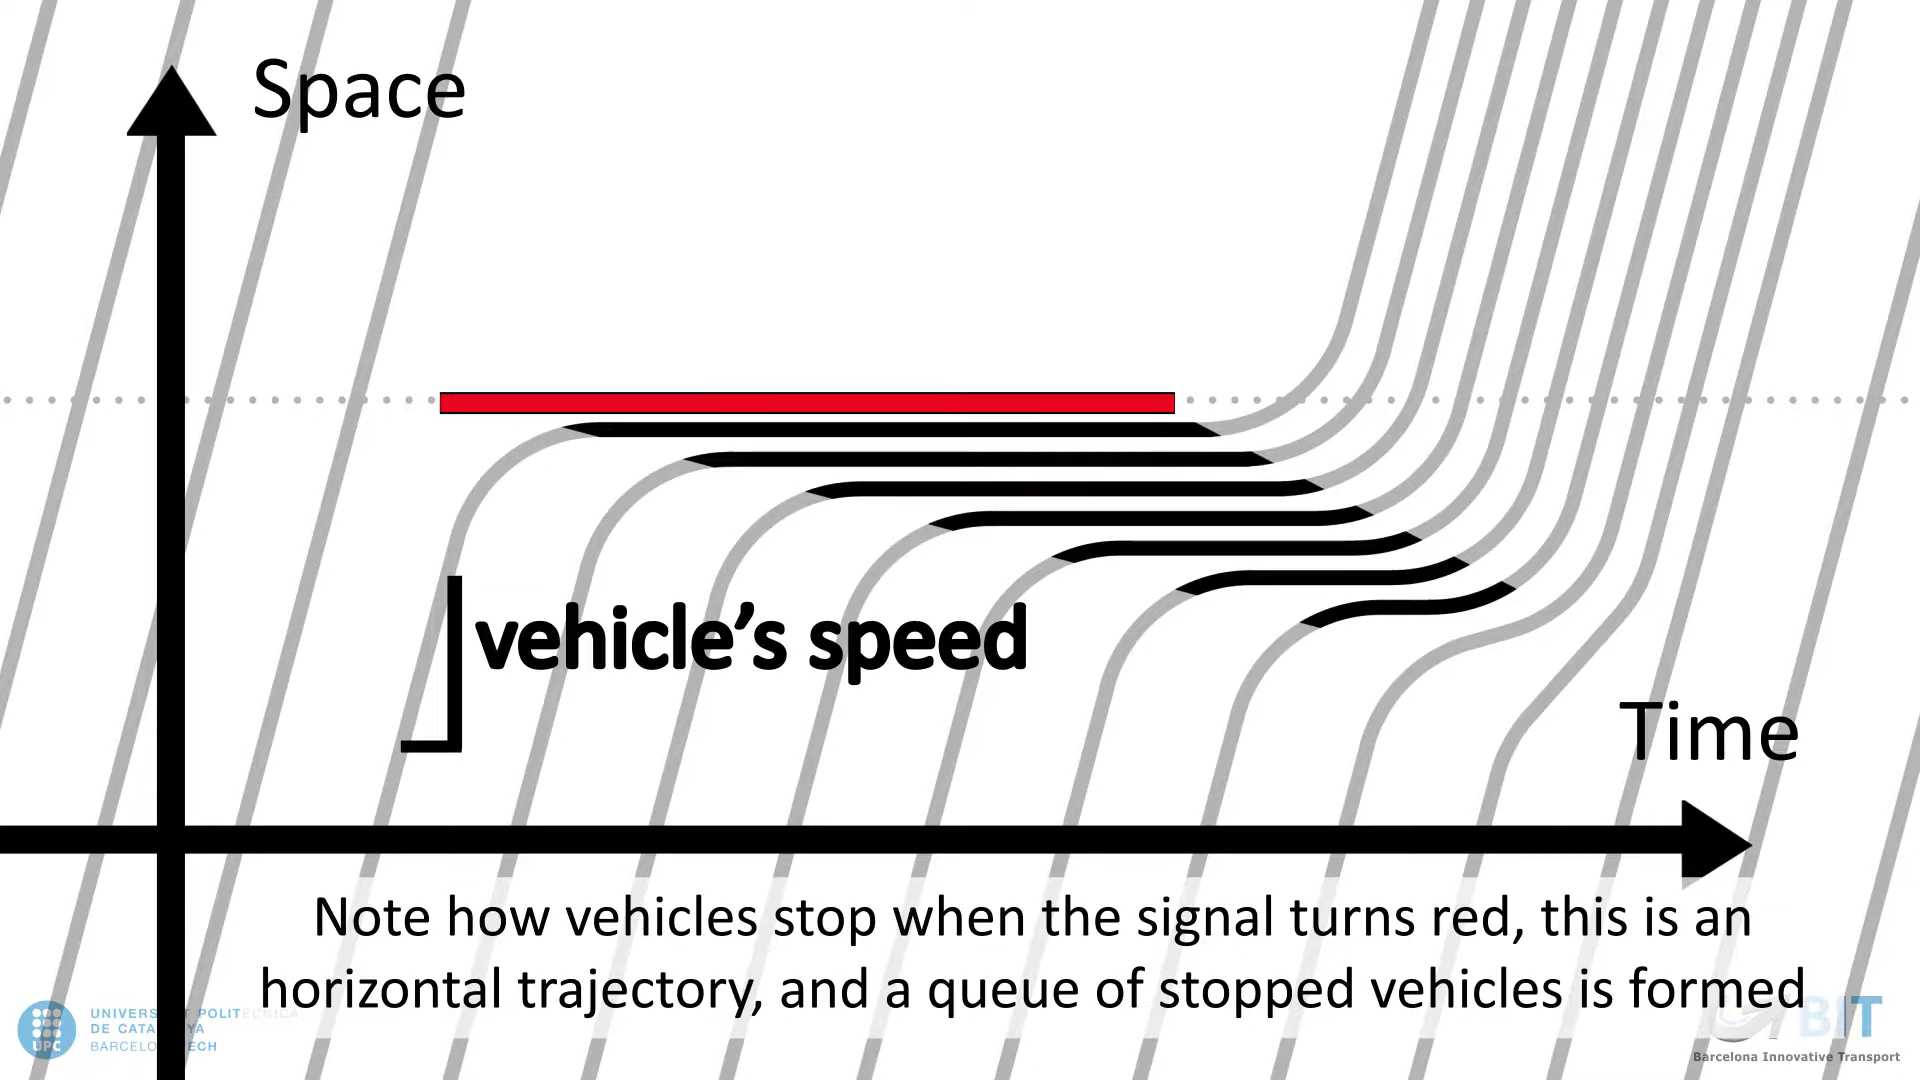 Space
vehicle's speed
Time
Note how vehicles stop when the signal turns red, this is an
horizontal trajectory, and a queue of stopped vehicles is formed
UPC
BIT
Barcelona Innovative Transport